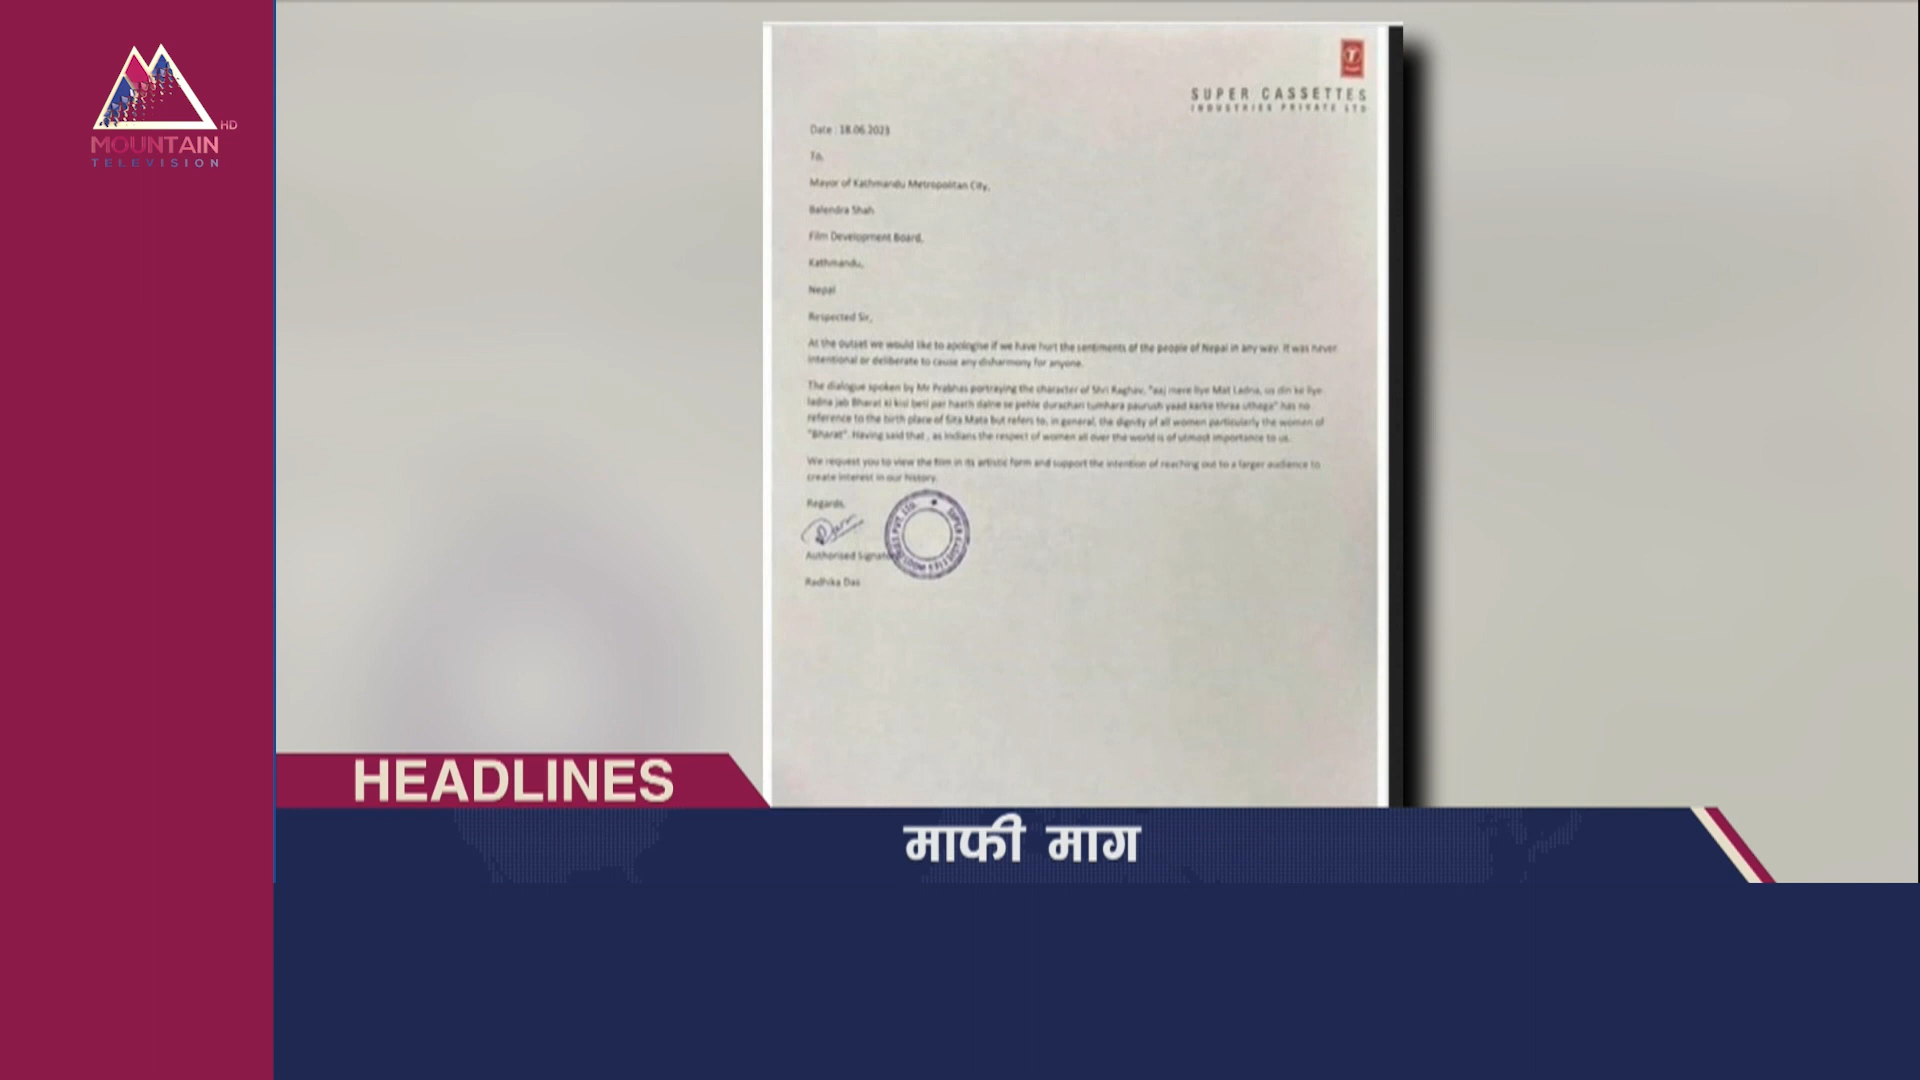 HD
MOUNTAIN
TELEVISION
SUPER CASSETTES
INDUSTRIES PRIVATE LTD
Date : 18.06.2023
To,
Mayor of Kathmandu Metropolitan City,
Balendra Shah
Film Development Board,
Kathmandu,
Nepal
Respected Sir,
At the outset we would like to apologise if we have hurt the sentiments of the people of Nepal in any way. It was never
intentional or deliberate to cause any disharmony for anyone.
The dialogue spoken by Mr Prabhas portraying the character of Shri Raghav, "aaj mere liye Mat Ladna, us din ke liye
ladna jab Bharat ki kisi beti par haath dalne se pehle durachari tumhara paurush yaad karke thraa uthega" has no
reference to the birth place of Sita Mata but refers to, in general, the dignity of all women particularly the women of
"Bharat". Having said that , as Indians the respect of women all over the world is of utmost importance to us.
We request you to view the film in its artistic form and support the intention of reaching out to a larger audience to
create interest in our history.
Regards,
Authorised
Radhika Das
HEADLINES
माफी माग